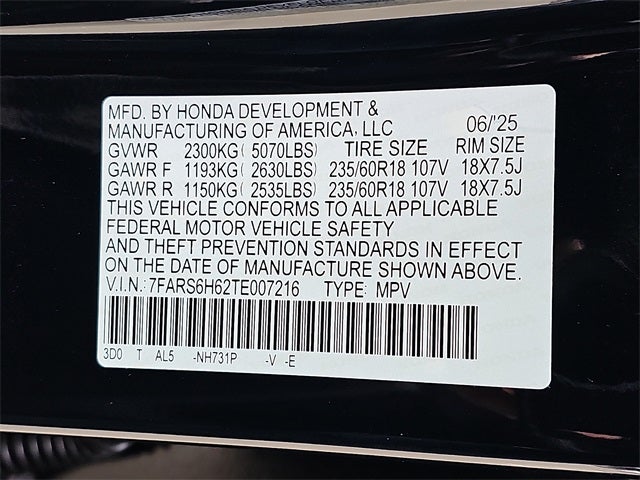 MFD. BY HONDA DEVELOPMENT &
MANUFACTURING OF AMERICA, LLC 06/'25
GVWR 2300KG( 5070LBS) TIRE SIZE RIM SIZE
GAWR F 1193KG( 2630LBS) 235/60R18 107V 18X7.5J
GAWR R 1150KG( 2535LBS) 235/60R18 107V 18X7.5J
THIS VEHICLE CONFORMS TO ALL APPLICABLE
FEDERAL MOTOR VEHICLE SAFETY
AND THEFT PREVENTION STANDARDS IN EFFECT
ON THE DATE OF MANUFACTURE SHOWN ABOVE.
V.I.N.: 7FARS6H62TE007216 TYPE: MPV
3D0 T AL5 -NH731P -V -E